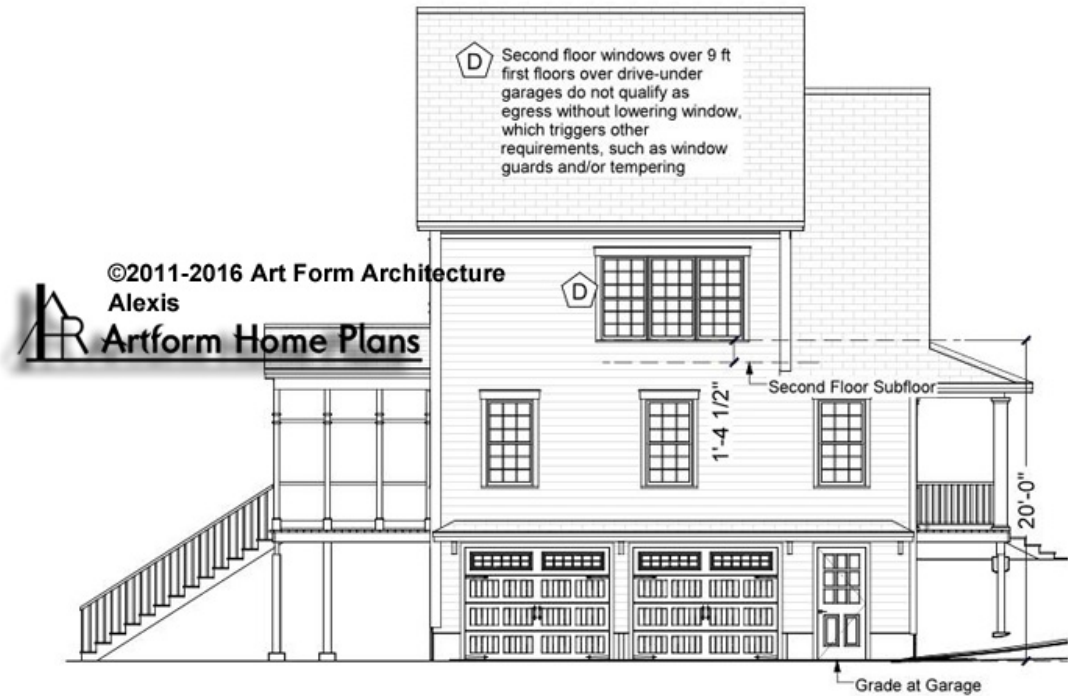 D
Second floor windows over 9 ft
first floors over drive-under
garages do not qualify as
egress without lowering window,
which triggers other
requirements, such as window
guards and/or tempering
©2011-2016 Art Form Architecture
Alexis
AR Artform Home Plans
D
Second Floor Subfloor
1'-4 1/2"
20'-0"
Grade at Garage